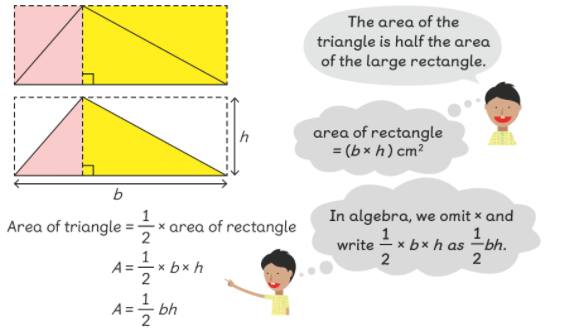 The area of the
triangle is half the area
of the large rectangle.
area of rectangle
= (b × h) cm²
h
b
Area of triangle = 1/2 × area of rectangle
A = 1/2 × b × h
A = 1/2 bh
In algebra, we omit × and
write 1/2 × b × h as 1/2 bh.